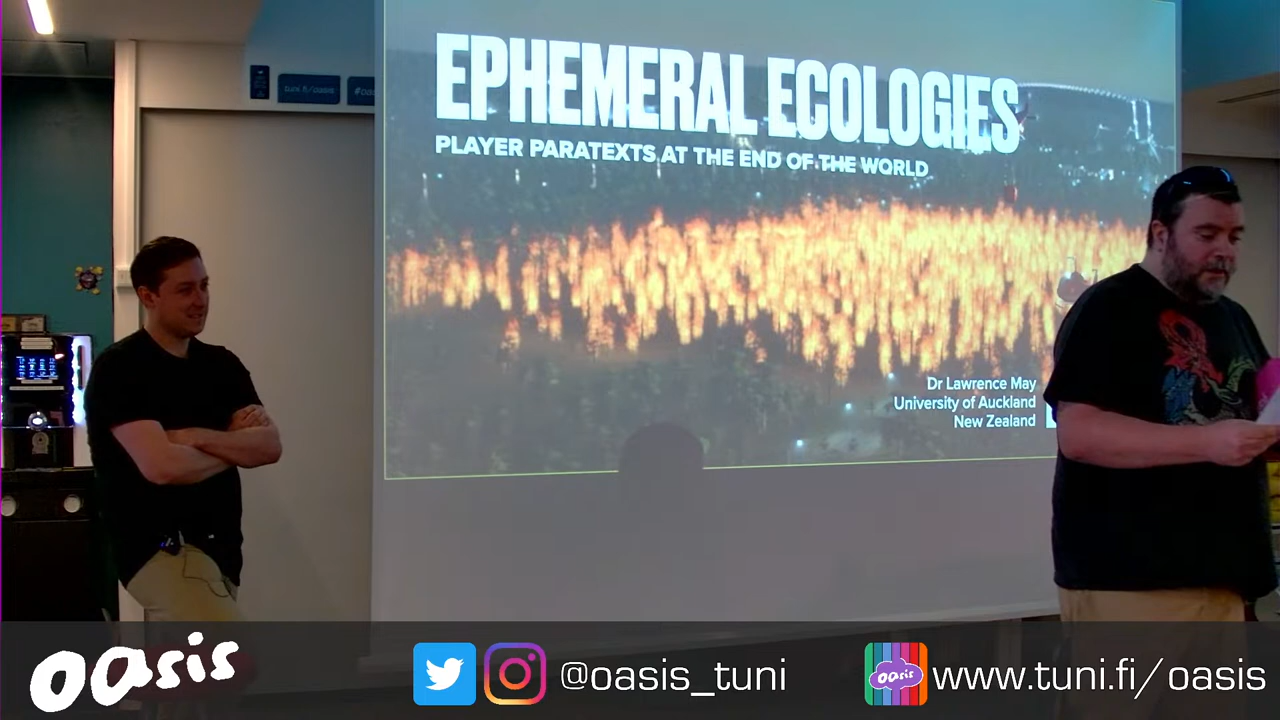 EPHEMERAL ECOLOGIES
PLAYER PARATEXTS AT THE END OF THE WORLD
tuni.fi/oasis
Dr Lawrence May
University of Auckland
New Zealand
oasis
@oasis_tuni
oasis
www.tuni.fi/oasis